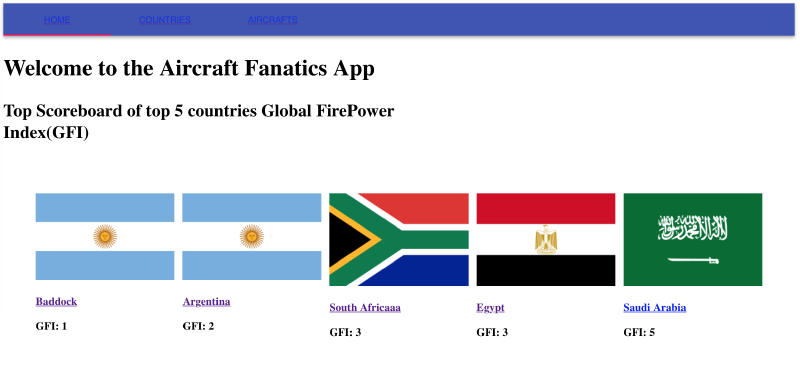 HOME COUNTRIES AIRCRAFTS
Welcome to the Aircraft Fanatics App
Top Scoreboard of top 5 countries Global FirePower
Index(GFI)
Baddock
GFI: 1
Argentina
GFI: 2
South Africaaa
GFI: 3
Egypt
GFI: 3
Saudi Arabia
GFI: 5